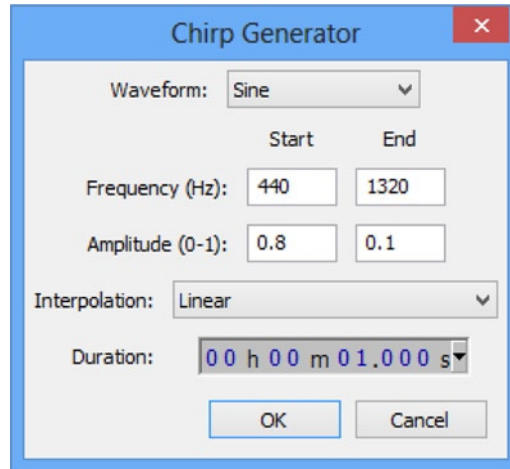 Chirp Generator
Waveform: Sine
Start End
Frequency (Hz): 440 1320
Amplitude (0-1): 0.8 0.1
Interpolation: Linear
Duration: 00 h 00 m 01.000 s
OK Cancel